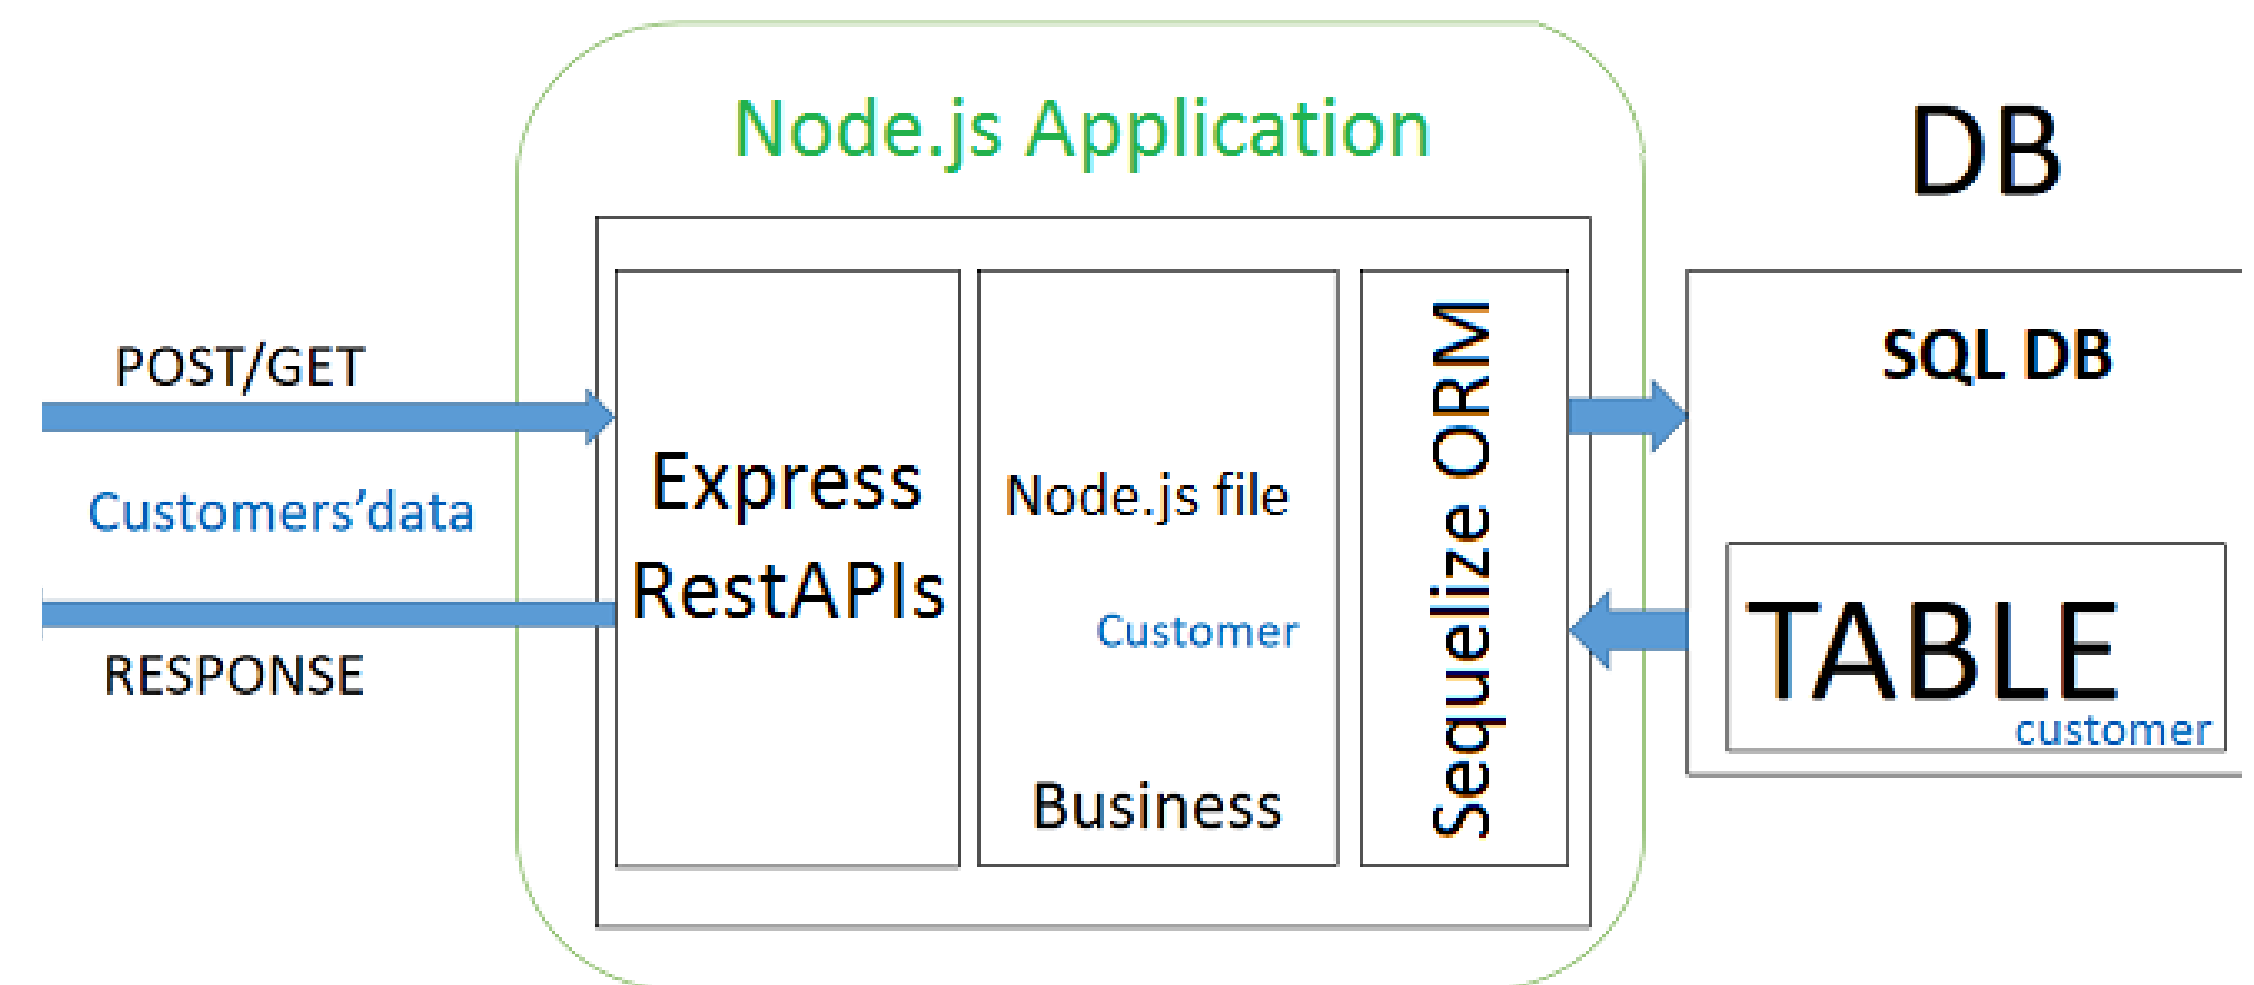 Node.js Application
DB
POST/GET
Customers'data
RESPONSE
Express
RestAPIs
Node.js file
Customer
Business
Sequelize ORM
SQL DB
TABLE
customer